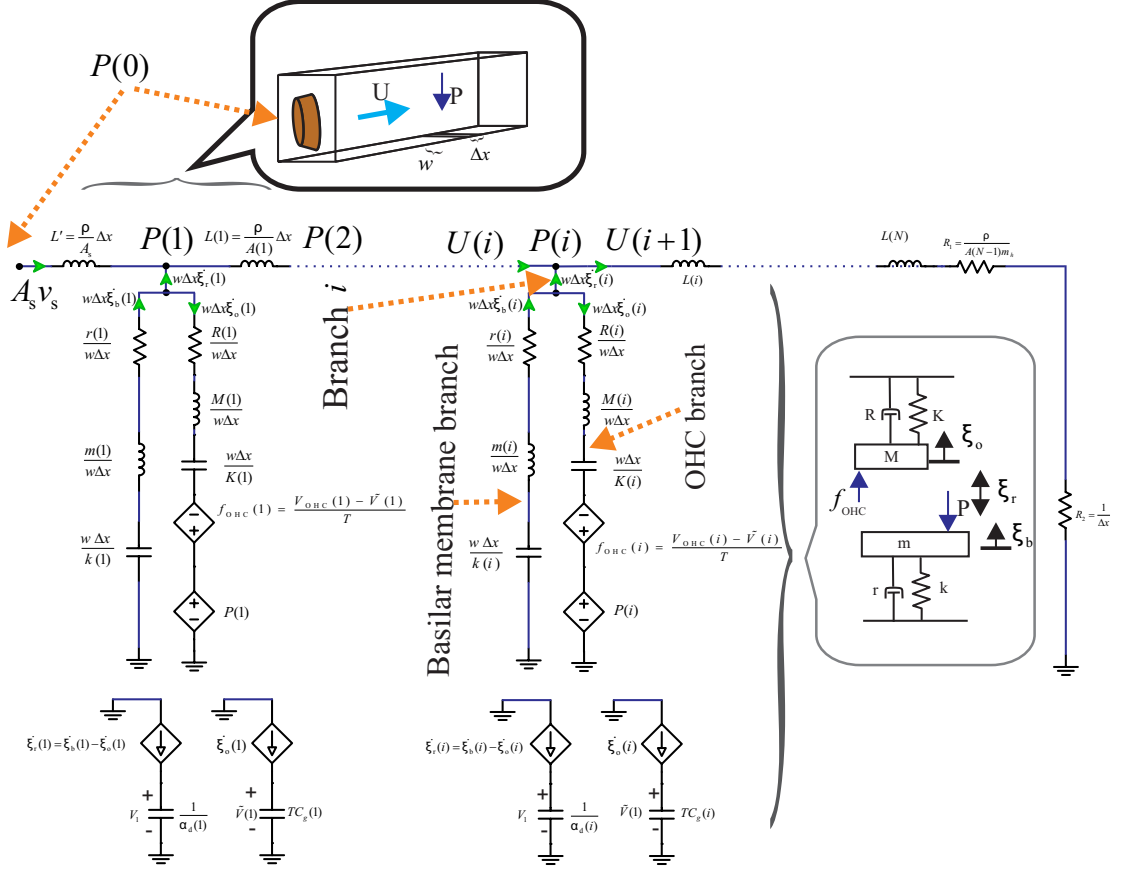 P(0)
U
P
w
Δx
L' = ρ/A_s Δx
P(1)
L(1) = ρ/A(1) Δx
P(2)
U(i)
P(i)
U(i+1)
L(i)
L(N)
R_1 = ρ/A(N−1)m_h
A_s v_s
wΔxξ̇_r(1)
wΔxξ̇_b(1)
wΔxξ̇_o(1)
r(1)/wΔx
R(1)/wΔx
M(1)/wΔx
m(1)/wΔx
wΔx/K(1)
f_OHC(1) = V_OHC(1) − Ṽ(1)/T
w Δx/k(1)
P(1)
Branch i
wΔxξ̇_r(i)
wΔxξ̇_b(i)
wΔxξ̇_o(i)
r(i)/wΔx
R(i)/wΔx
M(i)/wΔx
m(i)/wΔx
wΔx/K(i)
f_OHC(i) = V_OHC(i) − Ṽ(i)/T
w Δx/k(i)
P(i)
Basilar membrane branch
OHC branch
R
K
M
ξ_o
f_OHC
ξ_r
P
m
ξ_b
r
k
R_2 = 1/Δx
ξ̇_r(1) = ξ̇_b(1) − ξ̇_o(1)
ξ̇_o(1)
+
V_1
-
1/α_d(1)
+
Ṽ(1)
-
TC_g(1)
ξ̇_r(i) = ξ̇_b(i) − ξ̇_o(i)
ξ̇_o(i)
+
V_1
-
1/α_d(i)
+
Ṽ(1)
-
TC_g(i)